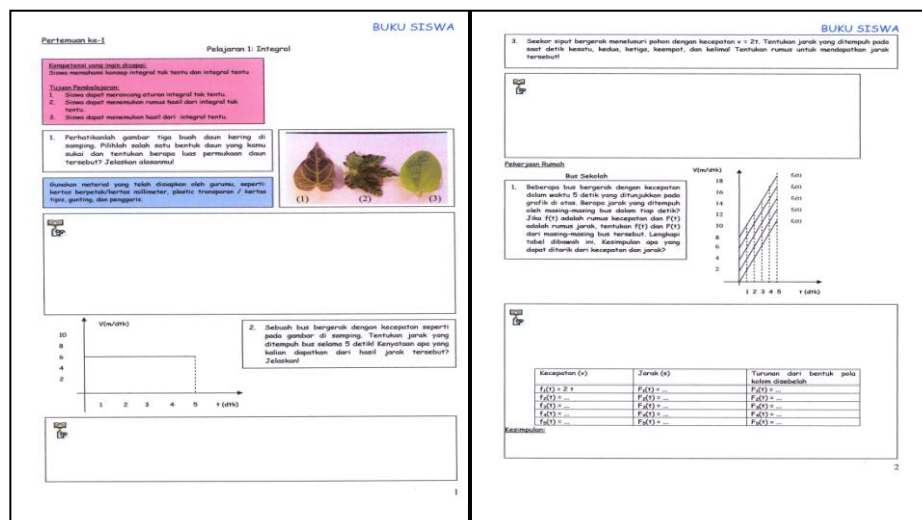 BUKU SISWA
Pertemuan ke-1
Pelajaran 1: Integral
Kompetensi yang ingin dicapai:
Siswa memahami konsep integral tak tentu dan integral tentu
Tujuan Pembelajaran:
1. Siswa dapat merancang aturan integral tak tentu.
2. Siswa dapat menemukan rumus hasil dari integral tak
tentu.
3. Siswa dapat menemukan hasil dari integral tentu.
1. Perhatikanlah gambar tiga buah daun kering di
samping. Pilihlah salah satu bentuk daun yang kamu
sukai dan tentukan berapa luas permukaan daun
tersebut? Jelaskan alasanmu!
(1) (2) (3)
Gunakan material yang telah disiapkan oleh gurumu, seperti:
kertas berpetak/kertas millimeter, plastic transparan / kertas
tipis, gunting, dan penggaris.
V(m/dtk)
10
8
6
4
2
1 2 3 4 5 t (dtk)
2. Sebuah bus bergerak dengan kecepatan seperti
pada gambar di samping. Tentukan jarak yang
ditempuh bus selama 5 detik! Kenyataan apa yang
kalian dapatkan dari hasil jarak tersebut?
Jelaskan!
1
BUKU SISWA
3. Seekor siput bergerak menelusuri pohon dengan kecepatan v = 2t. Tentukan jarak yang ditempuh pada
saat detik kesatu, kedua, ketiga, keempat, dan kelima! Tentukan rumus untuk mendapatkan jarak
tersebut!
Pekerjaan Rumah
Bus Sekolah
1. Beberapa bus bergerak dengan kecepatan
dalam waktu 5 detik yang ditunjukkan pada
grafik di atas. Berapa jarak yang ditempuh
oleh masing-masing bus dalam tiap detik?
Jika f(t) adalah rumus kecepatan dan F(t)
adalah rumus jarak, tentukan f(t) dan F(t)
dari masing-masing bus tersebut. Lengkapi
tabel dibawah ini. Kesimpulan apa yang
dapat ditarik dari kecepatan dan jarak?
V(m/dtk)
18
16
14
12
10
8
6
4
2
1 2 3 4 5 t (dtk)
Kecepatan (v) Jarak (s) Turunan dari bentuk pola
kolom disebelah
f₁(t) = 2 t F₁(t) = ... F₁(t) = ...
f₂(t) = ... F₂(t) = ... F₂(t) = ...
f₃(t) = ... F₃(t) = ... F₃(t) = ...
f₄(t) = ... F₄(t) = ... F₄(t) = ...
f₅(t) = ... F₅(t) = ... F₅(t) = ...
Kesimpulan:
2